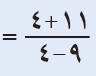 ١١ + ٤
٩ − ٤ =